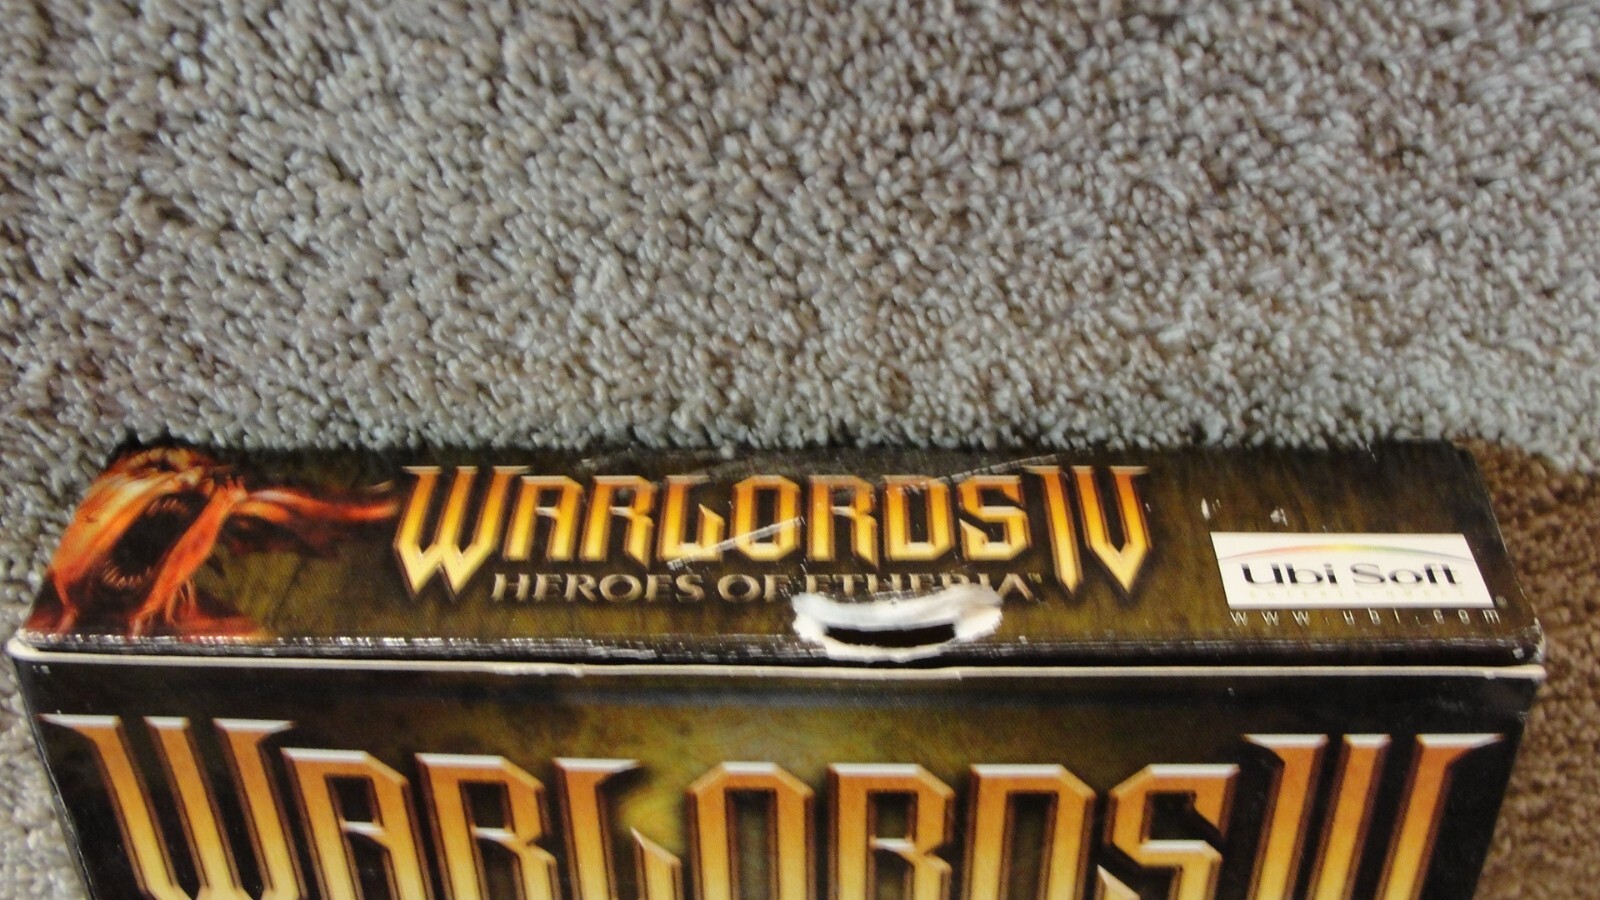 WARLORDS IV
HEROES OF ETHERIA™
Ubi Soft
www.ubi.com
WARLORDS IV